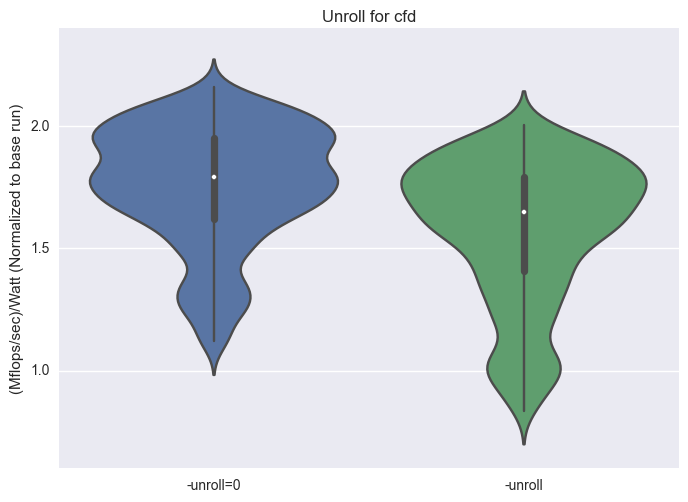 Unroll for cfd
(Mflops/sec)/Watt (Normalized to base run)
2.0
1.5
1.0
-unroll=0
-unroll